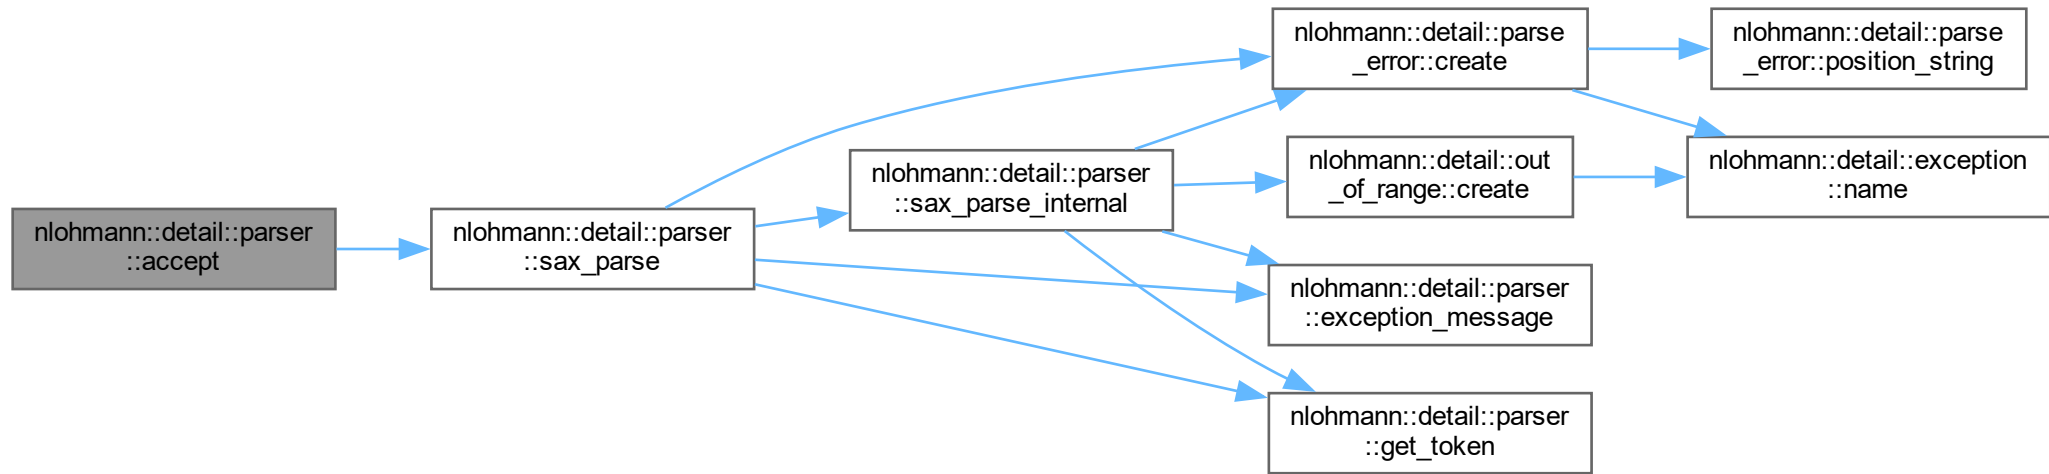 nlohmann::detail::parser
::accept
nlohmann::detail::parser
::sax_parse
nlohmann::detail::parser
::sax_parse_internal
nlohmann::detail::parse
_error::create
nlohmann::detail::out
_of_range::create
nlohmann::detail::parser
::exception_message
nlohmann::detail::parser
::get_token
nlohmann::detail::parse
_error::position_string
nlohmann::detail::exception
::name